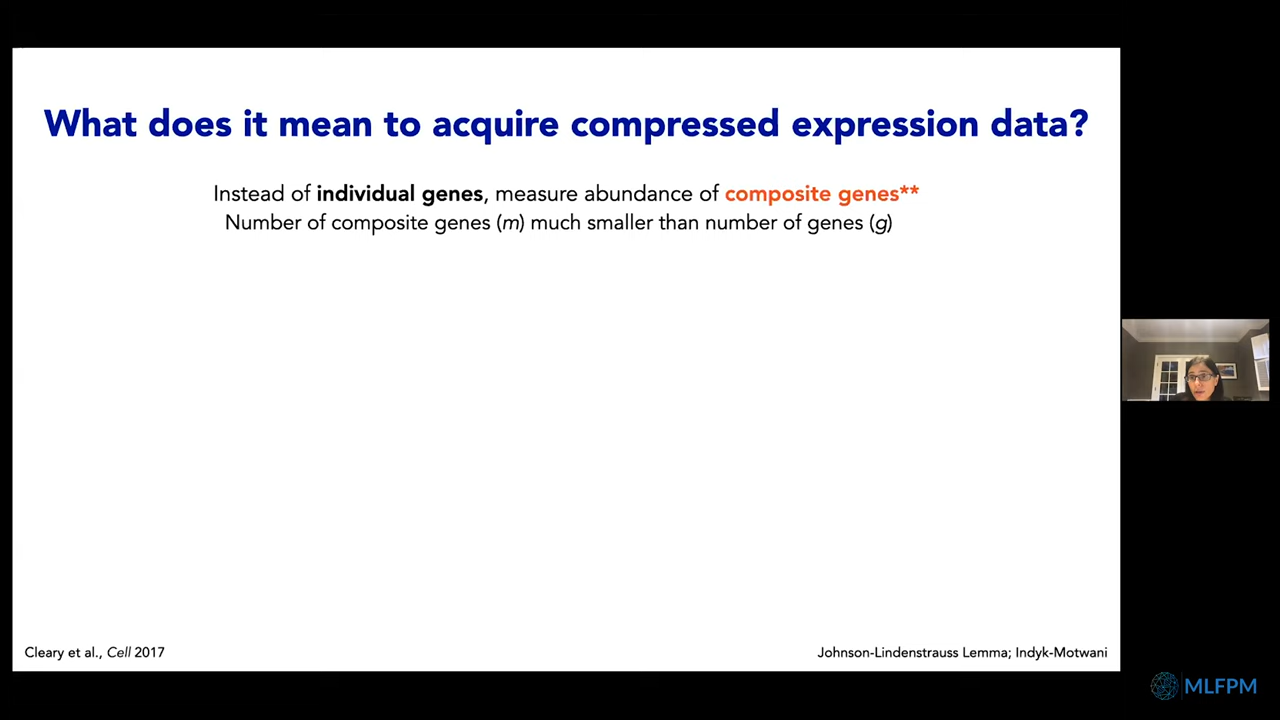 What does it mean to acquire compressed expression data?
Instead of individual genes, measure abundance of composite genes**
Number of composite genes (m) much smaller than number of genes (g)
Cleary et al., Cell 2017
Johnson-Lindenstrauss Lemma; Indyk-Motwani
MLFPM